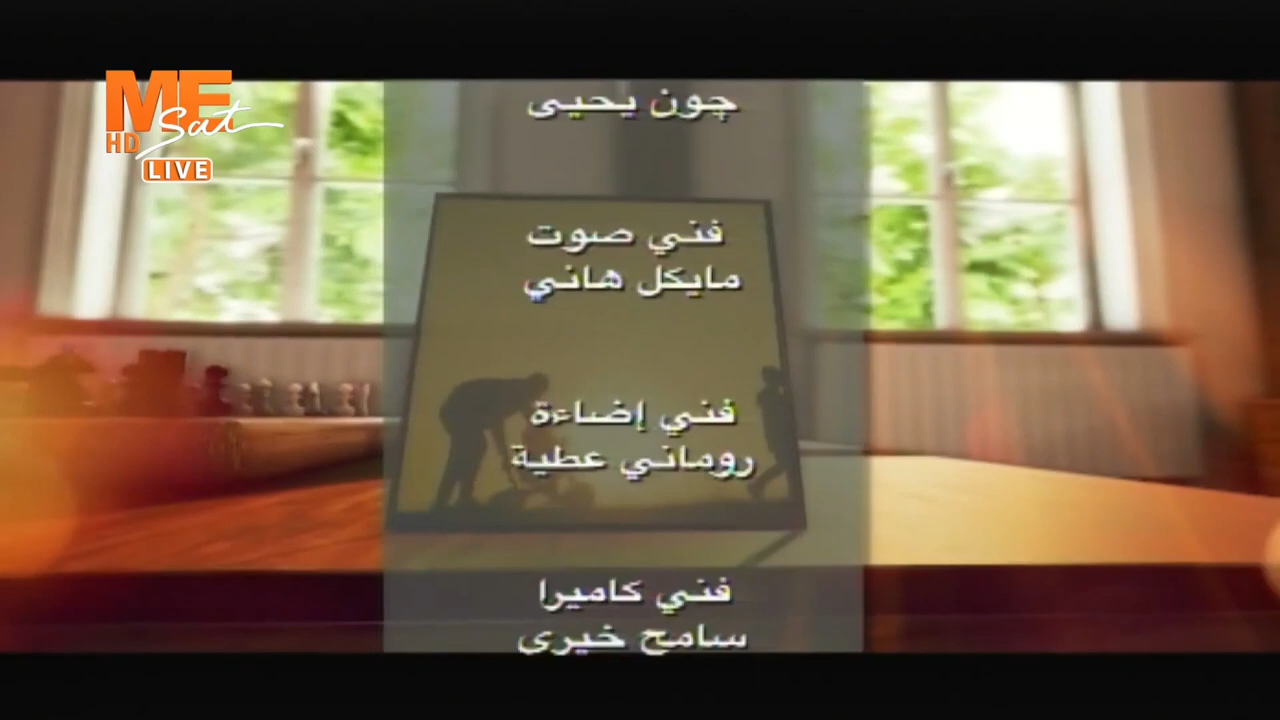 ME
Sat
HD
LIVE
چون يحيى
فني صوت
مايكل هاني
فني إضاءة
روماني عطية
فني كاميرا
سامح خيرى